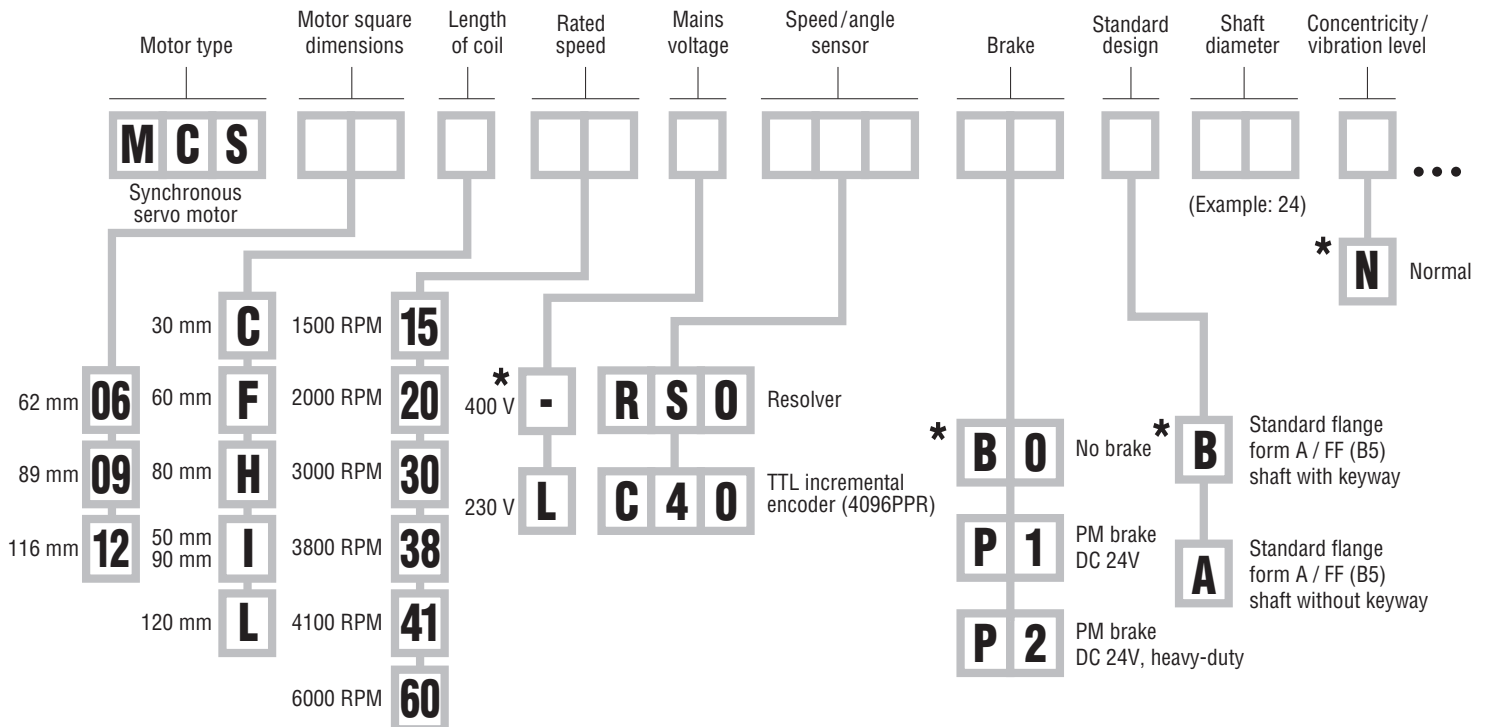 Motor type
Motor square
dimensions
Length
of coil
Rated
speed
Mains
voltage
Speed/angle
sensor
Brake
Standard
design
Shaft
diameter
Concentricity/
vibration level
M C S
...
Synchronous
servo motor
(Example: 24)
* N Normal
30 mm C
1500 RPM 15
62 mm 06
60 mm F
2000 RPM 20
*
400 V -
R S 0 Resolver
89 mm 09
80 mm H
3000 RPM 30
230 V L
C 4 0
TTL incremental
encoder (4096PPR)
* B 0 No brake
* B
Standard flange
form A / FF (B5)
shaft with keyway
116 mm 12
50 mm
90 mm
I
3800 RPM 38
P 1
PM brake
DC 24V
A
Standard flange
form A / FF (B5)
shaft without keyway
120 mm L
4100 RPM 41
P 2
PM brake
DC 24V, heavy-duty
6000 RPM 60